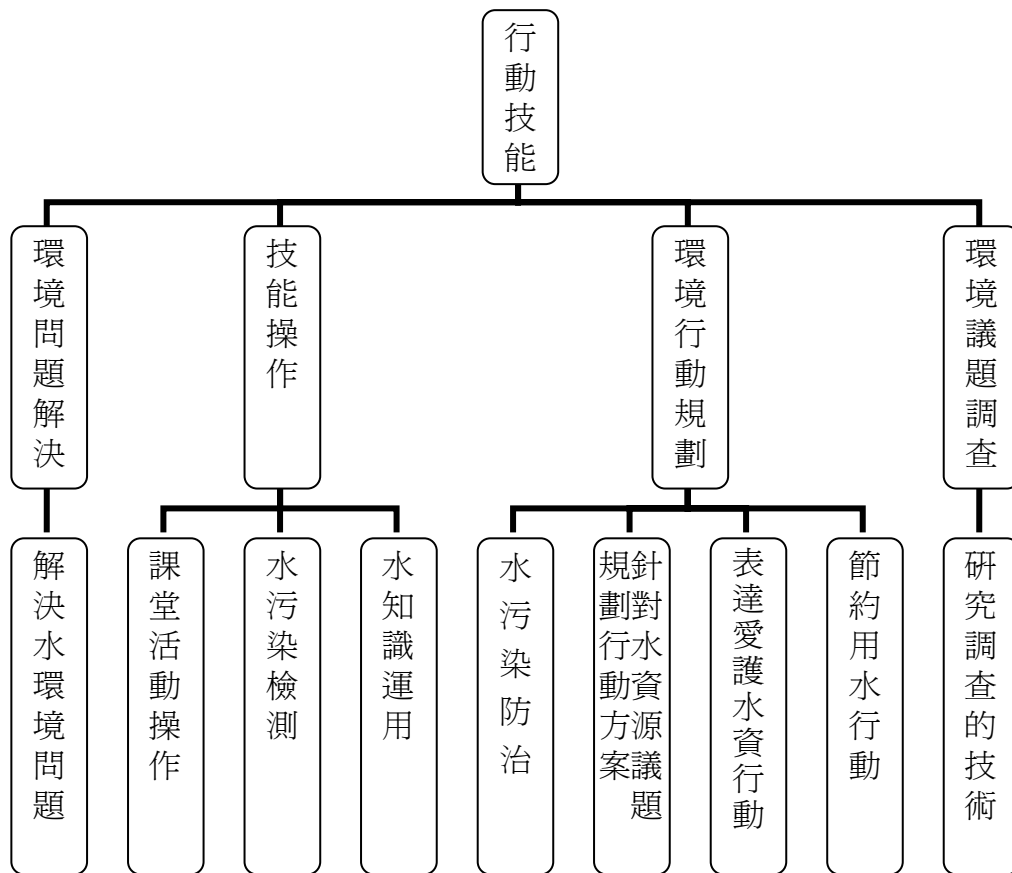 行動技能
環境問題解決
技能操作
環境行動規劃
環境議題調查
解決水環境問題
課堂活動操作
水污染檢測
水知識運用
水污染防治
針對水資源議題
規劃行動方案
表達愛護水資行動
節約用水行動
研究調查的技術